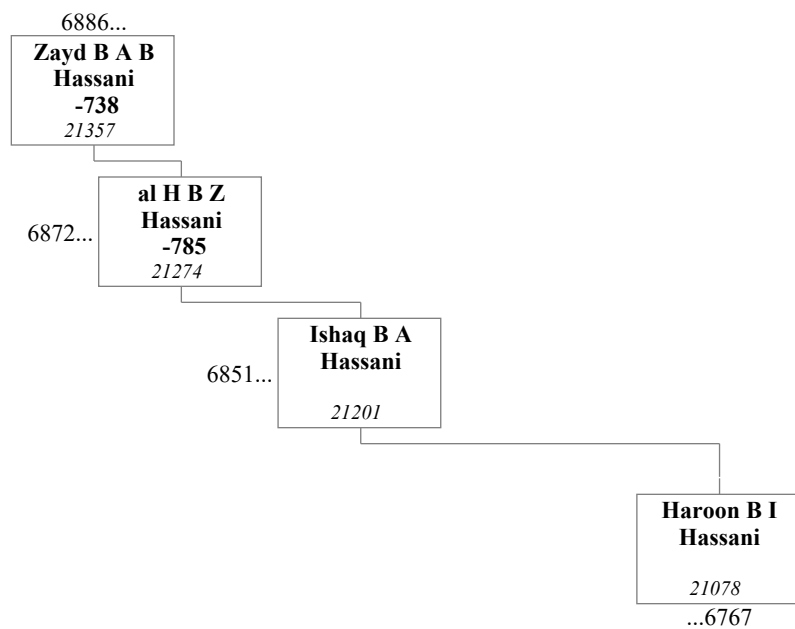 6886...
Zayd B A B
Hassani
-738
21357
al H B Z
Hassani
-785
21274
6872...
Ishaq B A
Hassani
21201
6851...
Haroon B I
Hassani
21078
...6767